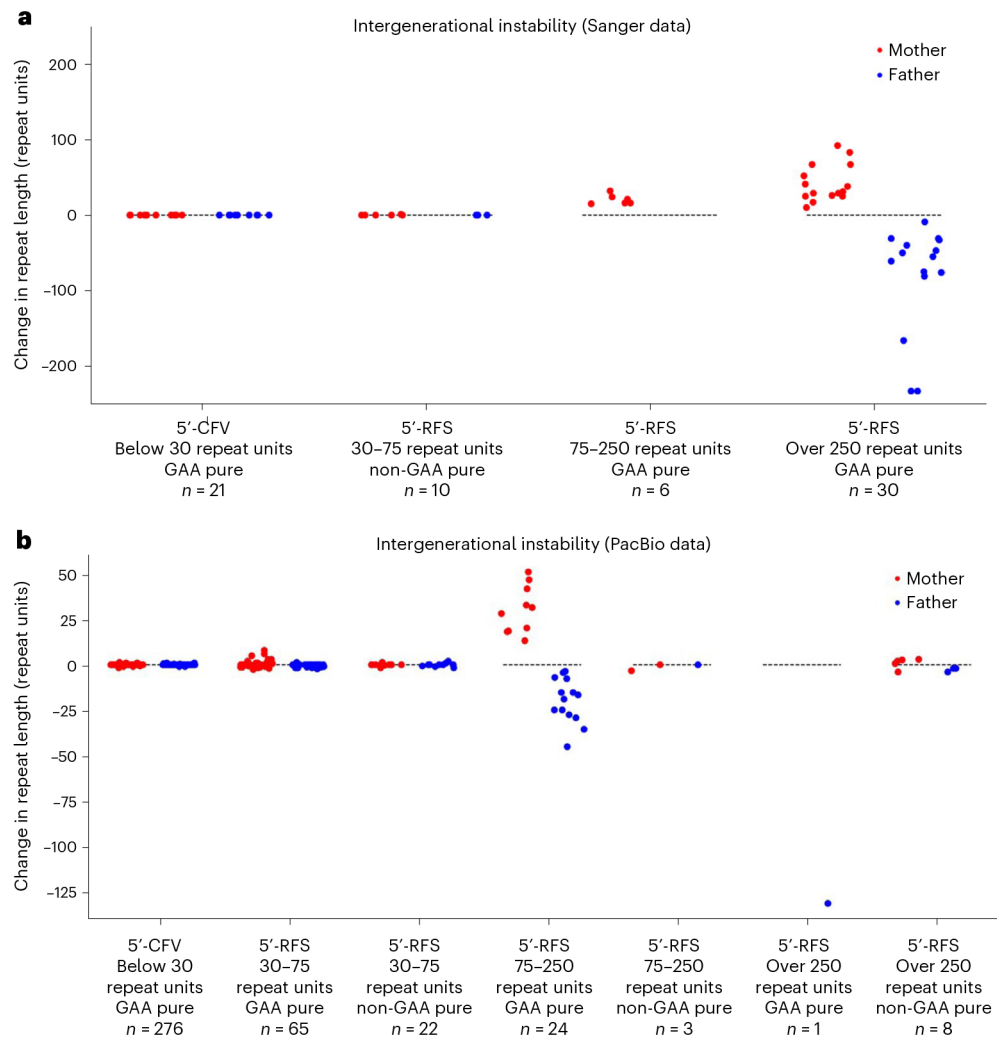 a
Intergenerational instability (Sanger data)
Mother
Father
Change in repeat length (repeat units)
200
100
0
−100
−200
5′-CFV
Below 30 repeat units
GAA pure
n = 21
5′-RFS
30–75 repeat units
non-GAA pure
n = 10
5′-RFS
75–250 repeat units
GAA pure
n = 6
5′-RFS
Over 250 repeat units
GAA pure
n = 30
b
Intergenerational instability (PacBio data)
Mother
Father
Change in repeat length (repeat units)
50
25
0
−25
−50
−75
−100
−125
5′-CFV
Below 30
repeat units
GAA pure
n = 276
5′-RFS
30–75
repeat units
GAA pure
n = 65
5′-RFS
30–75
repeat units
non-GAA pure
n = 22
5′-RFS
75–250
repeat units
GAA pure
n = 24
5′-RFS
75–250
repeat units
non-GAA pure
n = 3
5′-RFS
Over 250
repeat units
GAA pure
n = 1
5′-RFS
Over 250
repeat units
non-GAA pure
n = 8